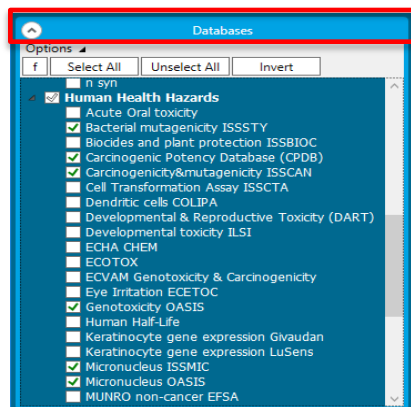 Databases
Options
f Select All Unselect All Invert
n syn
Human Health Hazards
Acute Oral toxicity
Bacterial mutagenicity ISSSTY
Biocides and plant protection ISSBIOC
Carcinogenic Potency Database (CPDB)
Carcinogenicity&mutagenicity ISSCAN
Cell Transformation Assay ISSCTA
Dendritic cells COLIPA
Developmental & Reproductive Toxicity (DART)
Developmental toxicity ILSI
ECHA CHEM
ECOTOX
ECVAM Genotoxicity & Carcinogenicity
Eye Irritation ECETOC
Genotoxicity OASIS
Human Half-Life
Keratinocyte gene expression Givaudan
Keratinocyte gene expression LuSens
Micronucleus ISSMIC
Micronucleus OASIS
MUNRO non-cancer EFSA